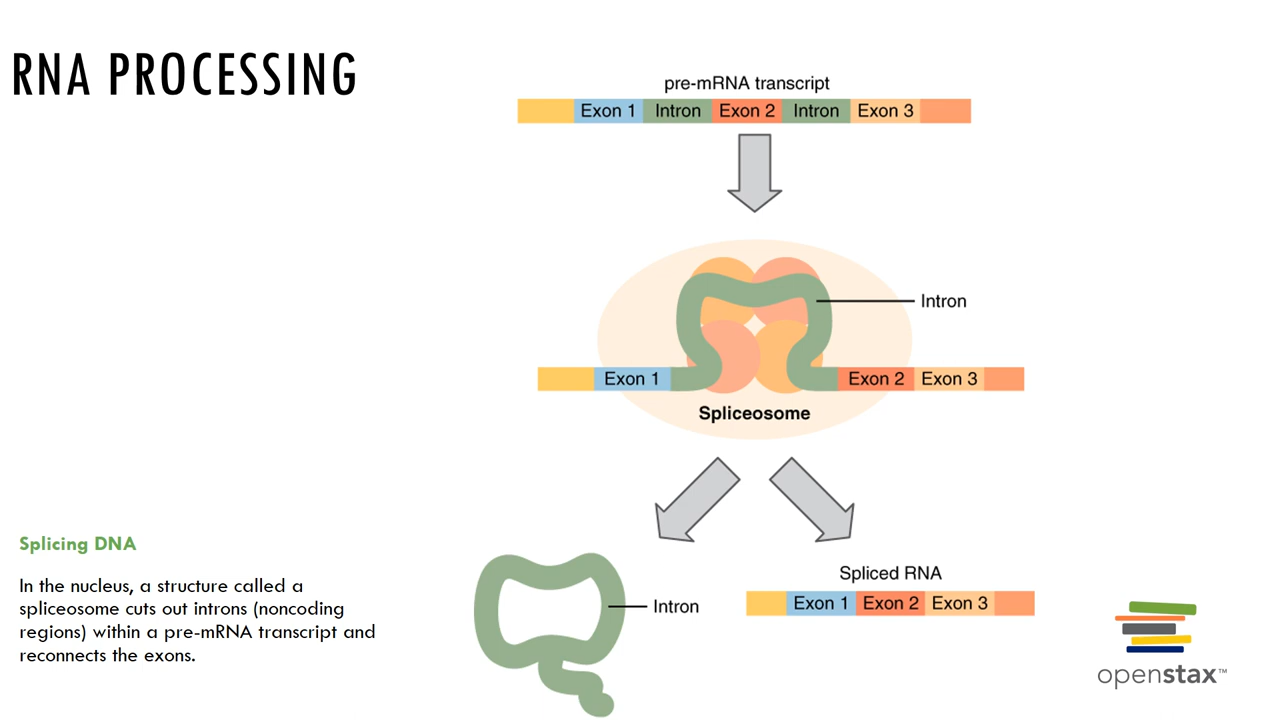 RNA PROCESSING
pre-mRNA transcript
Exon 1 Intron Exon 2 Intron Exon 3
Intron
Exon 1 Exon 2 Exon 3
Spliceosome
Splicing DNA
In the nucleus, a structure called a
spliceosome cuts out introns (noncoding
regions) within a pre-mRNA transcript and
reconnects the exons.
Intron
Spliced RNA
Exon 1 Exon 2 Exon 3
openstax™